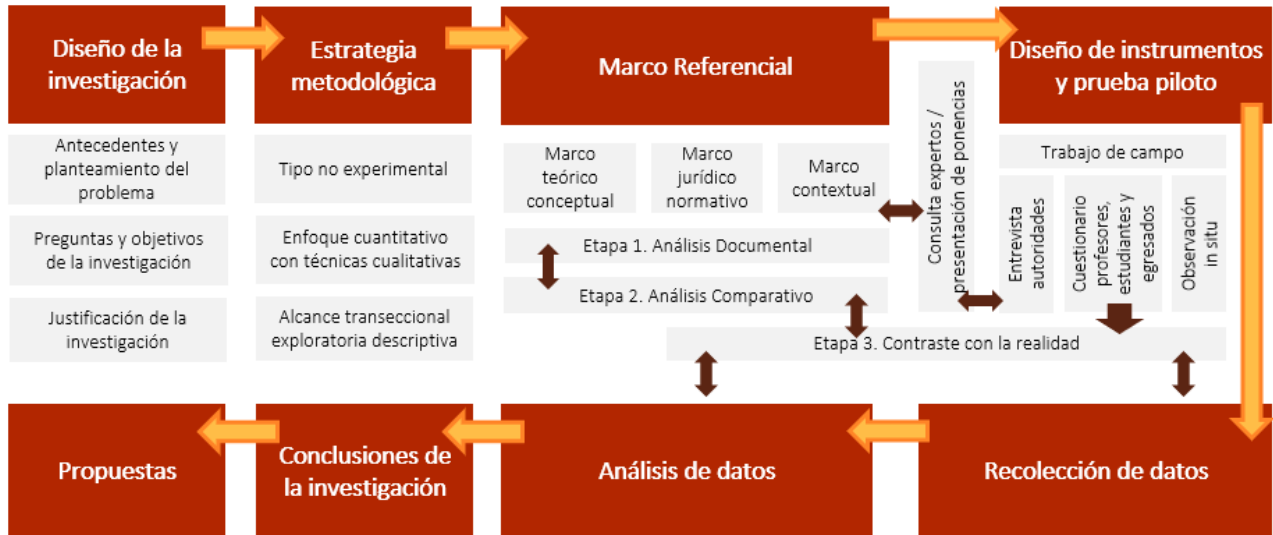 Diseño de la
investigación
Estrategia
metodológica
Marco Referencial
Diseño de instrumentos
y prueba piloto
Antecedentes y
planteamiento del
problema
Preguntas y objetivos
de la investigación
Justificación de la
investigación
Tipo no experimental
Enfoque cuantitativo
con técnicas cualitativas
Alcance transeccional
exploratoria descriptiva
Marco
teórico
conceptual
Marco
jurídico
normativo
Marco
contextual
Etapa 1. Análisis Documental
Etapa 2. Análisis Comparativo
Consulta expertos /
presentación de ponencias
Trabajo de campo
Entrevista
autoridades
Cuestionario
profesores,
estudiantes y
egresados
Observación
in situ
Etapa 3. Contraste con la realidad
Propuestas
Conclusiones de
la investigación
Análisis de datos
Recolección de datos